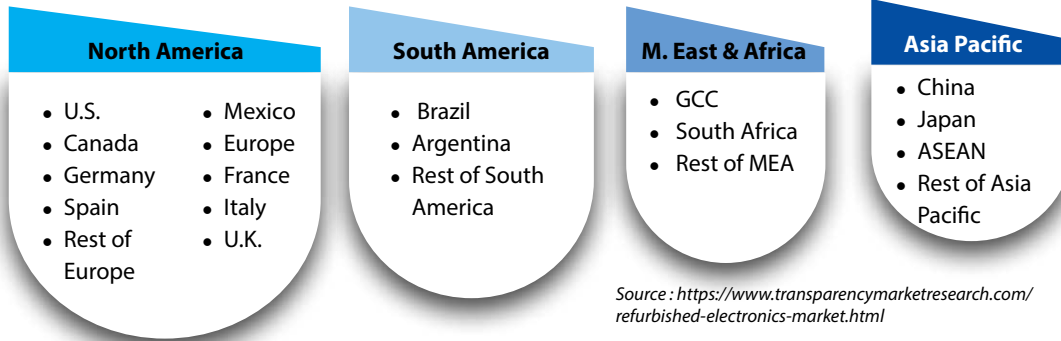 North America
• U.S.
• Canada
• Germany
• Spain
• Rest of
Europe
• Mexico
• Europe
• France
• Italy
• U.K.
South America
• Brazil
• Argentina
• Rest of South
America
M. East & Africa
• GCC
• South Africa
• Rest of MEA
Asia Pacific
• China
• Japan
• ASEAN
• Rest of Asia
Pacific
Source : https://www.transparencymarketresearch.com/
refurbished-electronics-market.html